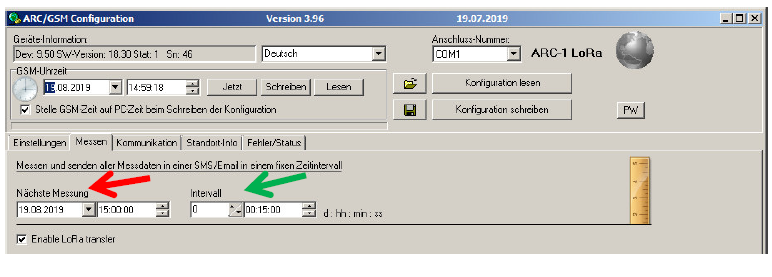 ARC/GSM Configuration Version 3.96 19.07.2019
Geräte-Information:
Dev: 9.50 SW-Version: 18.30 Stat: 1 Sn: 46 Deutsch
Anschluss-Nummer:
COM1 ARC-1 LoRa
GSM-Uhrzeit
19.08.2019 14:59:18 Jetzt Schreiben Lesen
Konfiguration lesen
Stelle GSM-Zeit auf PC-Zeit beim Schreiben der Konfiguration
Konfiguration schreiben PW
Einstellungen Messen Kommunikation Standort-Info Fehler/Status
Messen und senden aller Messdaten in einer SMS/Email in einem fixen Zeitintervall
Nächste Messung Intervall
19.08.2019 15:00:00 0 00:15:00 d : hh : min : ss
Enable LoRa transfer